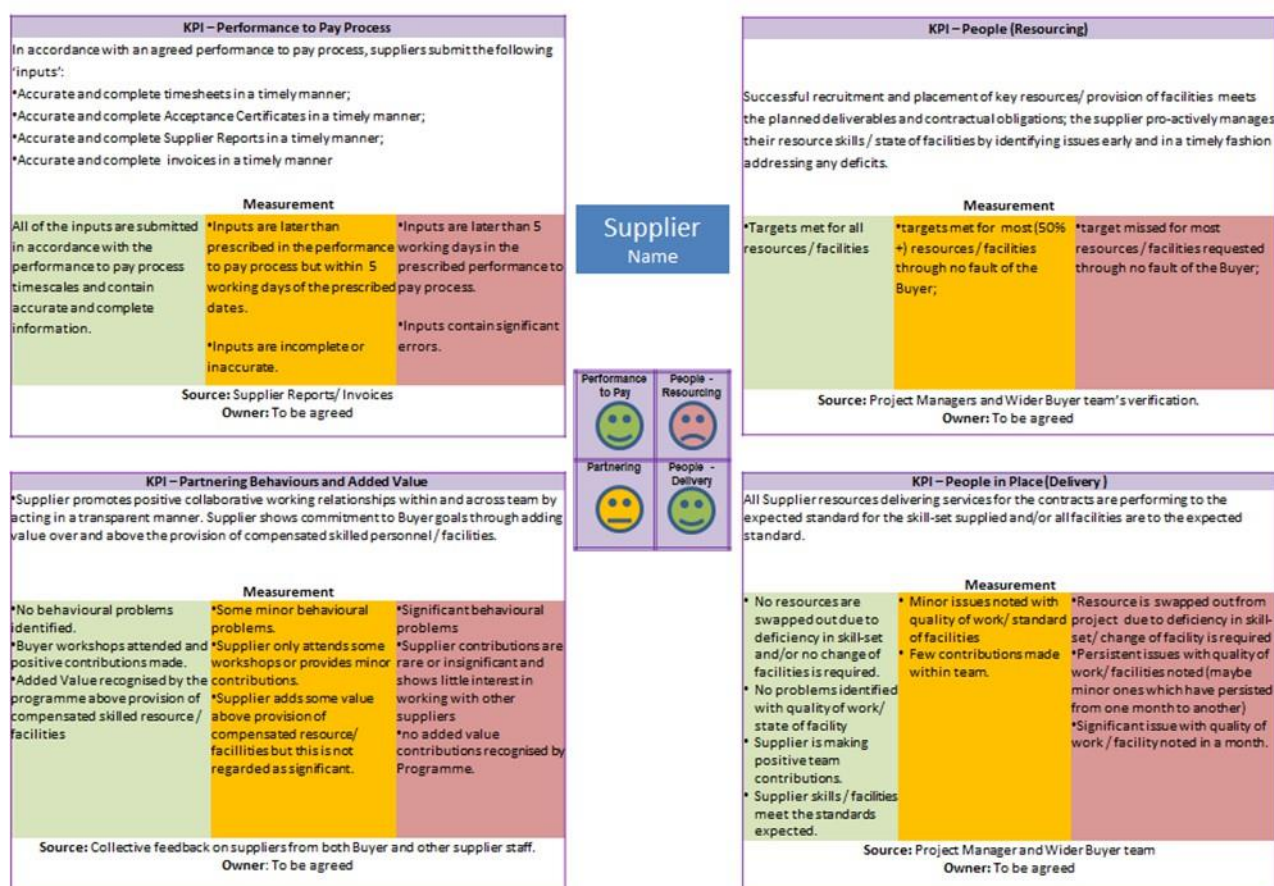 KPI – Performance to Pay Process
In accordance with an agreed performance to pay process, suppliers submit the following
'inputs':
•Accurate and complete timesheets in a timely manner;
•Accurate and complete Acceptance Certificates in a timely manner;
•Accurate and complete Supplier Reports in a timely manner;
•Accurate and complete invoices in a timely manner
Measurement
All of the inputs are submitted
in accordance with the
performance to pay process
timescales and contain
accurate and complete
information.
•Inputs are later than
prescribed in the performance
to pay process but within 5
working days of the prescribed
dates.
•Inputs are incomplete or
inaccurate.
•Inputs are later than 5
working days in the
prescribed performance to
pay process.
•Inputs contain significant
errors.
Source: Supplier Reports/ Invoices
Owner: To be agreed
KPI – People (Resourcing)
Successful recruitment and placement of key resources/ provision of facilities meets
the planned deliverables and contractual obligations; the supplier pro-actively manages
their resource skills / state of facilities by identifying issues early and in a timely fashion
addressing any deficits.
Measurement
•Targets met for all
resources / facilities
•targets met for most (50%
+) resources / facilities
through no fault of the
Buyer;
•target missed for most
resources / facilities requested
through no fault of the Buyer;
Source: Project Managers and Wider Buyer team's verification.
Owner: To be agreed
Supplier
Name
Performance
to Pay
People -
Resourcing
Partnering
People -
Delivery
KPI – Partnering Behaviours and Added Value
•Supplier promotes positive collaborative working relationships within and across team by
acting in a transparent manner. Supplier shows commitment to Buyer goals through adding
value over and above the provision of compensated skilled personnel / facilities.
Measurement
•No behavioural problems
identified.
•Buyer workshops attended and
positive contributions made.
•Added Value recognised by the
programme above provision of
compensated skilled resource /
facilities
•Some minor behavioural
problems.
•Supplier only attends some
workshops or provides minor
contributions.
•Supplier adds some value
above provision of
compensated resource/
facillities but this is not
regarded as significant.
•Significant behavioural
problems
•Supplier contributions are
rare or insignificant and
shows little interest in
working with other
suppliers
•no added value
contributions recognised by
Programme.
Source: Collective feedback on suppliers from both Buyer and other supplier staff.
Owner: To be agreed
KPI – People in Place (Delivery )
All Supplier resources delivering services for the contracts are performing to the
expected standard for the skill-set supplied and/or all facilities are to the expected
standard.
Measurement
• No resources are
swapped out due to
deficiency in skill-set
and/or no change of
facilities is required.
• No problems identified
with quality of work/
state of facility
• Supplier is making
positive team
contributions.
• Supplier skills / facilities
meet the standards
expected.
• Minor issues noted with
quality of work/ standard
of facilities
• Few contributions made
within team.
•Resource is swapped out from
project due to deficiency in skill-
set/ change of facility is required
•Persistent issues with quality of
work/ facilities noted (maybe
minor ones which have persisted
from one month to another)
•Significant issue with quality of
work / facility noted in a month.
Source: Project Manager and Wider Buyer team
Owner: To be agreed